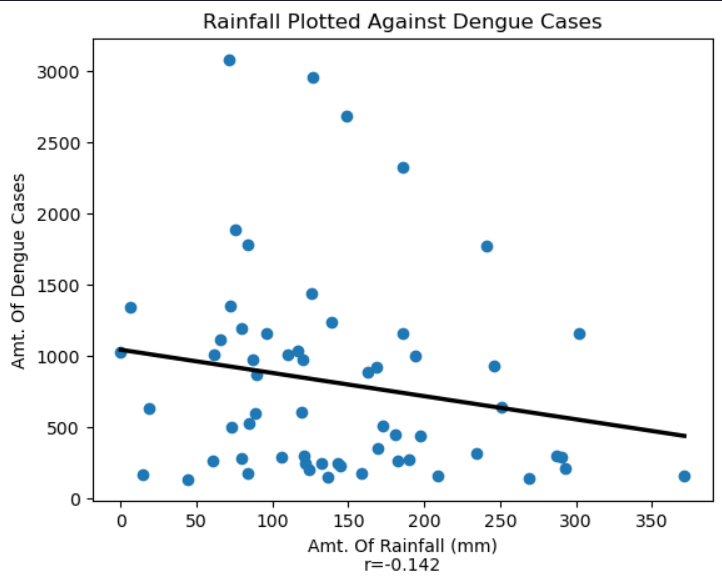 Rainfall Plotted Against Dengue Cases
3000
2500
2000
1500
1000
500
0
Amt. Of Dengue Cases
0 50 100 150 200 250 300 350
Amt. Of Rainfall (mm)
r=-0.142